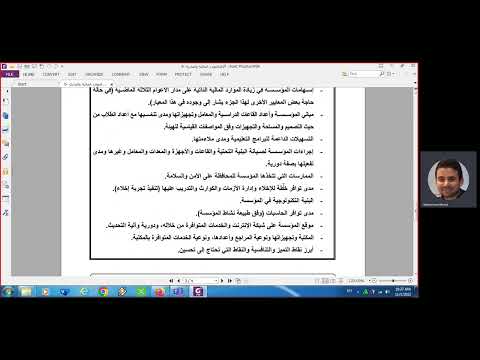 FILE EDIT VIEW COMMENT ORGANIZE CONVERT FORM PROTECT SHARE HELP
Start
- إسهامات المؤسسة في زيادة الموارد المالية الذاتية على مدار الأعوام الثلاثة الماضية (في حالة
حاجة بعض المعايير الأخرى لهذا الجزء يشار إلى وجوده في هذا المعيار).
- مباني المؤسسة وأعداد القاعات الدراسية والمعامل وتجهيزاتها ومدى تناسبها مع أعداد الطلاب من
حيث التصميم والمساحة والتجهيزات وفق المواصفات القياسية للهيئة.
- التسهيلات الداعمة للبرامج التعليمية ومدى ملاءمتها.
- إجراءات المؤسسة لصيانة البنية التحتية والقاعات والأجهزة والمعدات والمعامل وغيرها ومدى
تفعيلها بصفة دورية.
- الممارسات التي تتخذها المؤسسة للمحافظة على الأمن والسلامة.
- مدى توافر خطة للإخلاء وإدارة الأزمات والكوارث والتدريب عليها (تنفيذ تجربة إخلاء).
- البنية التكنولوجية في المؤسسة.
- مدى توافر الحاسبات (وفق طبيعة نشاط المؤسسة).
- موقع المؤسسة على شبكة الإنترنت والخدمات المتوافرة من خلاله، ودورية وآلية التحديث.
- المكتبة وتجهيزاتها ونوعية المراجع وأعدادها، ونوعية الخدمات المتوافرة بالمكتبة.
- أبرز نقاط التميز والتنافسية والنقاط التي تحتاج إلى تحسين.